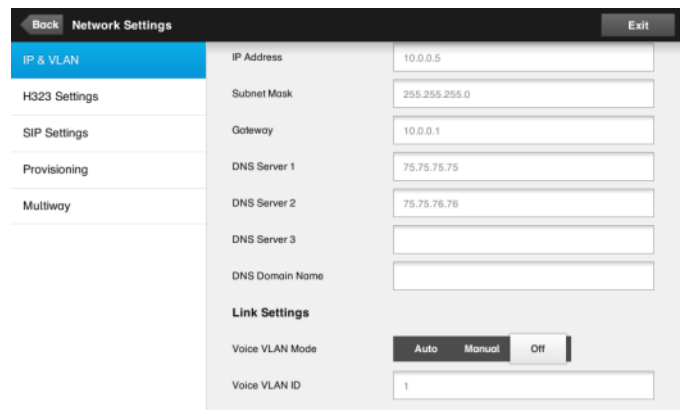 Back Network Settings Exit
IP & VLAN
H323 Settings
SIP Settings
Provisioning
Multiway
IP Address 10.0.0.5
Subnet Mask 255.255.255.0
Gateway 10.0.0.1
DNS Server 1 75.75.75.75
DNS Server 2 75.75.76.76
DNS Server 3
DNS Domain Name
Link Settings
Voice VLAN Mode Auto Manual Off
Voice VLAN ID 1